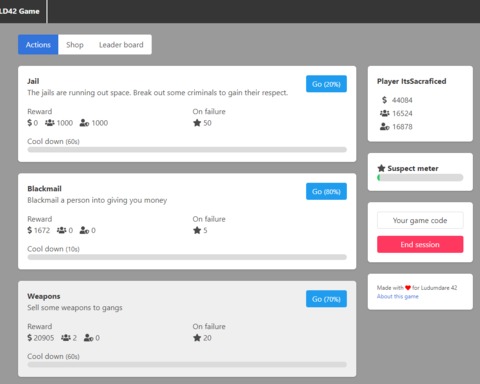 LD42 Game
Actions
Shop
Leader board
Jail
The jails are running out space. Break out some criminals to gain their respect.
Go (20%)
Reward
On failure
$ 0 1000 1000
50
Cool down (60s)
Blackmail
Blackmail a person into giving you money
Go (80%)
Reward
On failure
$ 1672 0 0
5
Cool down (10s)
Weapons
Sell some weapons to gangs
Go (70%)
Reward
On failure
$ 20905 2 0
20
Cool down (60s)
Player ItsSacraficed
$ 44084
16524
16878
Suspect meter
Your game code
End session
Made with ❤ for Ludumdare 42
About this game